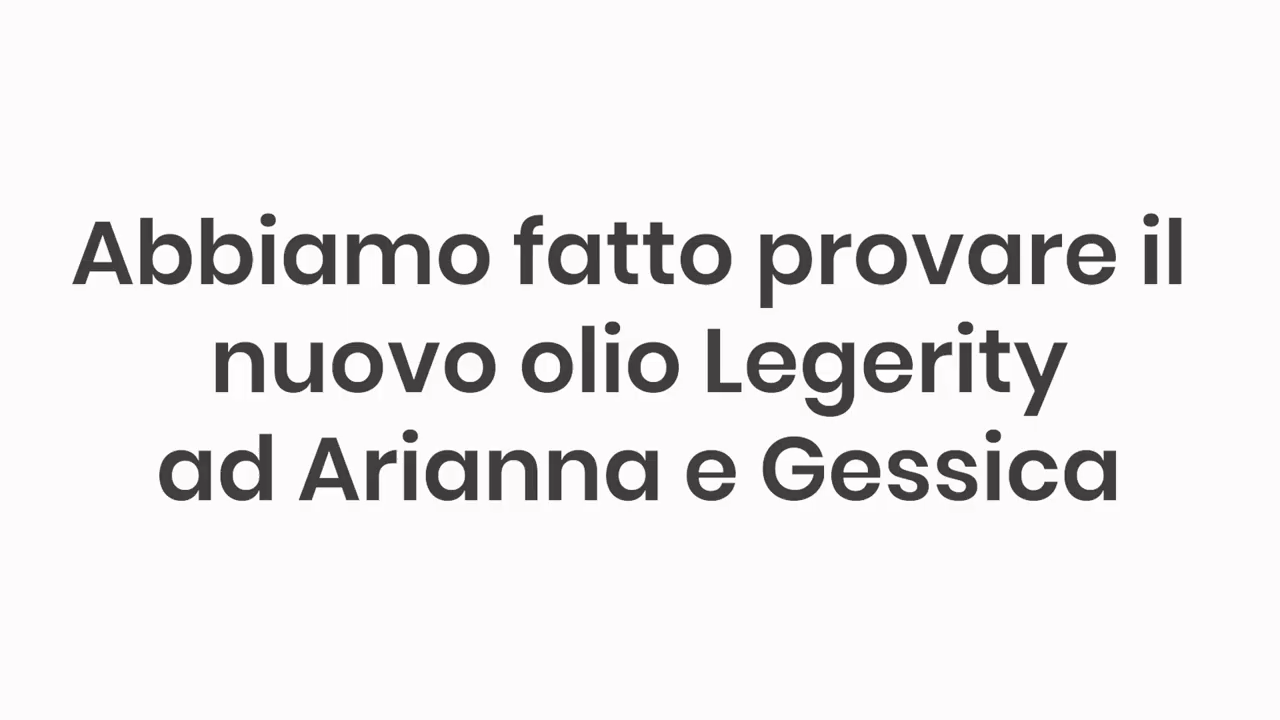 Abbiamo fatto provare il
nuovo olio Legerity
ad Arianna e Gessica